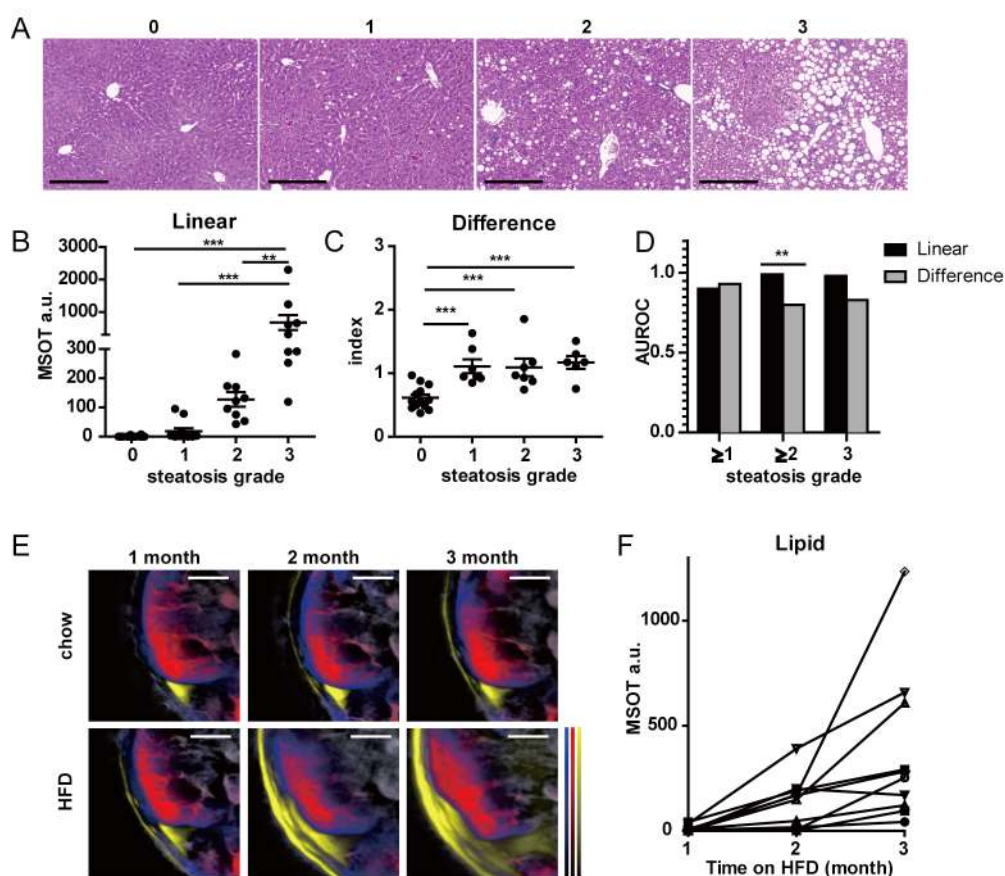 A
0 1 2 3
B
Linear
MSOT a.u.
3000
2000
1000
300
200
100
0
***
**
***
0 1 2 3
steatosis grade
C
Difference
index
3
2
1
0
***
***
***
0 1 2 3
steatosis grade
D
AUROC
1.0
0.5
0.0
**
≥1 ≥2 3
steatosis grade
Linear
Difference
E
1 month 2 month 3 month
chow
HFD
F
Lipid
MSOT a.u.
1000
500
0
1 2 3
Time on HFD (month)